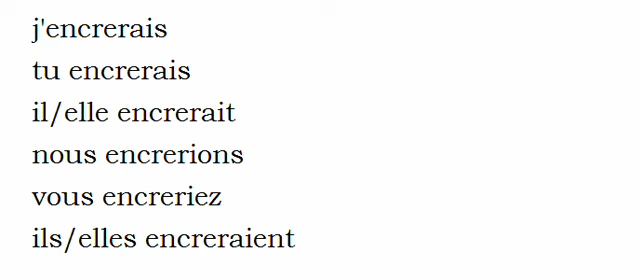 j'encrerais
tu encrerais
il/elle encrerait
nous encrerions
vous encreriez
ils/elles encreraient